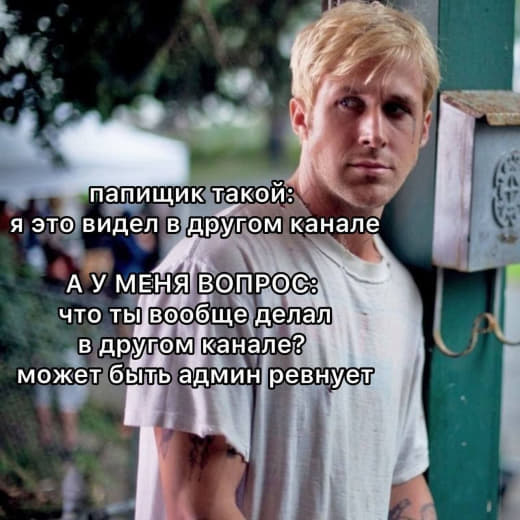 папищик такой:
я это видел в другом канале
А У МЕНЯ ВОПРОС:
что ты вообще делал
в другом канале?
может быть админ ревнует